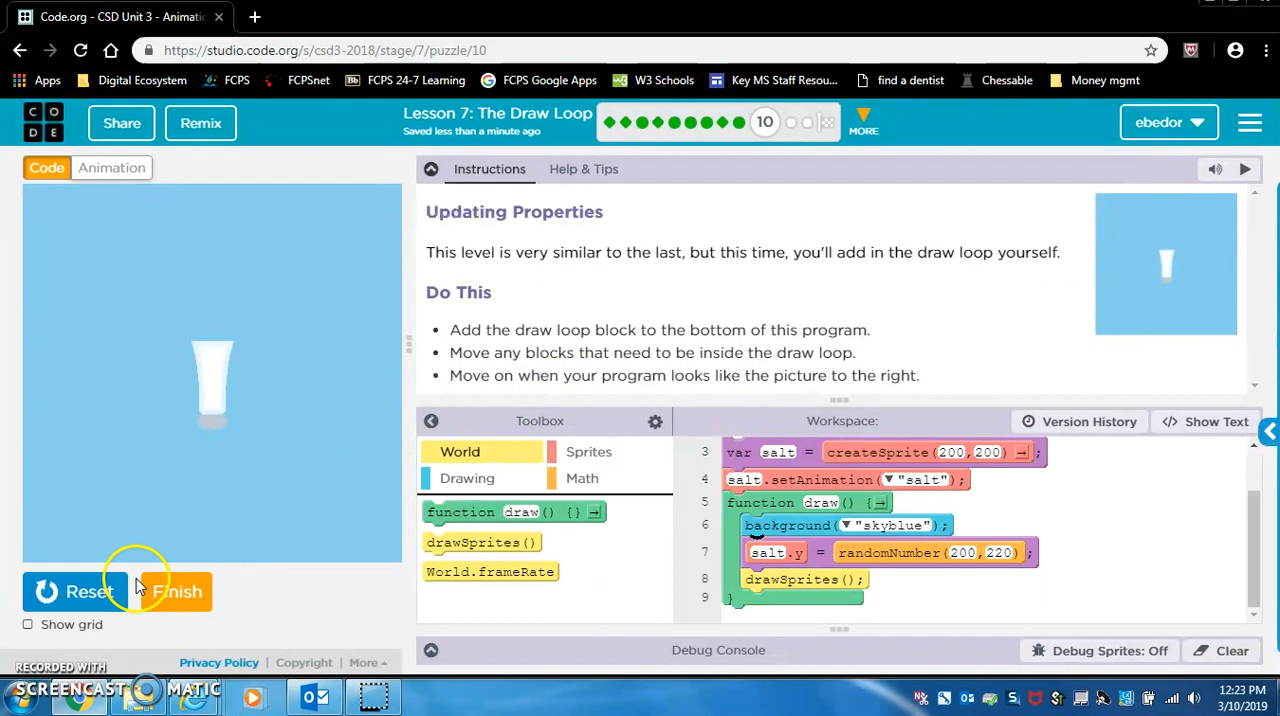 Code.org - CSD Unit 3 - Animatic
https://studio.code.org/s/csd3-2018/stage/7/puzzle/10
Apps Digital Ecosystem FCPS FCPSnet Bb FCPS 24-7 Learning FCPS Google Apps W3 Schools Key MS Staff Resou... find a dentist Chessable Money mgmt
C O D E Share Remix Lesson 7: The Draw Loop 10 MORE ebedor
Saved less than a minute ago
Code Animation
Instructions Help & Tips
Updating Properties
This level is very similar to the last, but this time, you'll add in the draw loop yourself.
Do This
• Add the draw loop block to the bottom of this program.
• Move any blocks that need to be inside the draw loop.
• Move on when your program looks like the picture to the right.
Toolbox Workspace: Version History </> Show Text
World Sprites
Drawing Math
function draw() {}
drawSprites()
World.frameRate
3 var salt = createSprite(200,200);
4 salt.setAnimation("salt");
5 function draw() {
6 background("skyblue");
7 salt.y = randomNumber(200,220);
8 drawSprites();
9 }
Reset Finish
Show grid
Debug Console Debug Sprites: Off Clear
Privacy Policy | Copyright | More
RECORDED WITH
SCREENCAST MATIC
12:23 PM
3/10/2019